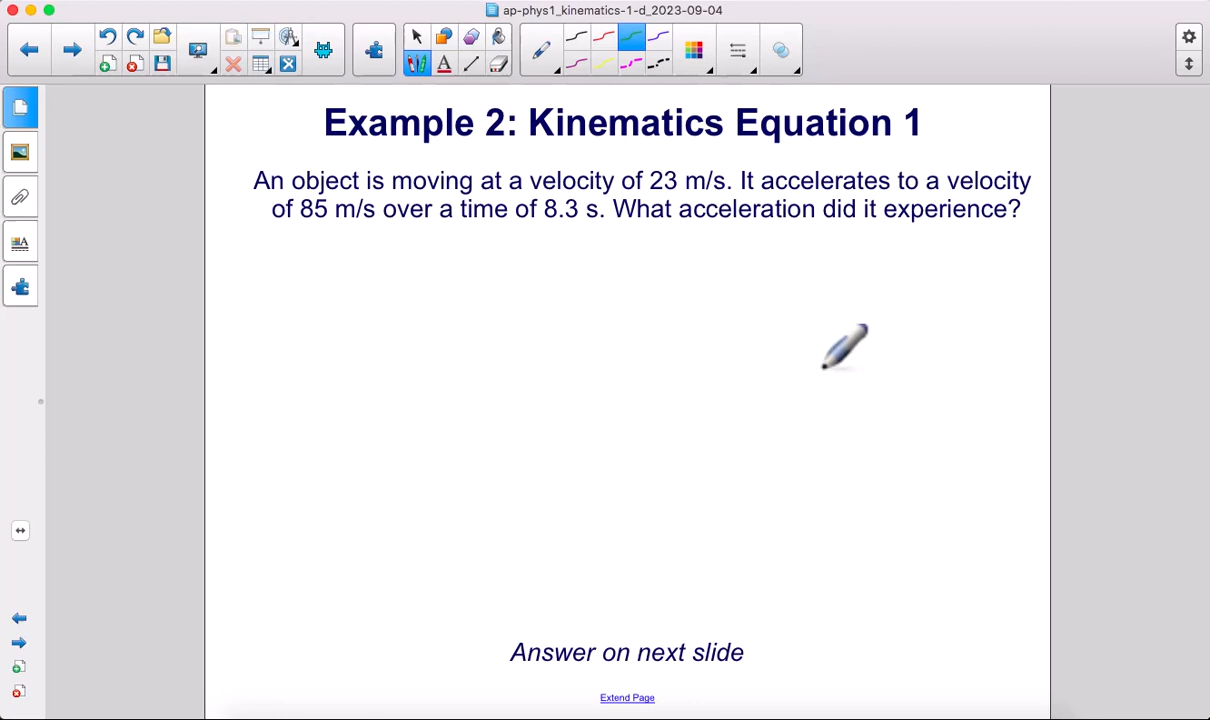 ap-phys1_kinematics-1-d_2023-09-04
Example 2: Kinematics Equation 1
An object is moving at a velocity of 23 m/s. It accelerates to a velocity
of 85 m/s over a time of 8.3 s. What acceleration did it experience?
Answer on next slide
Extend Page